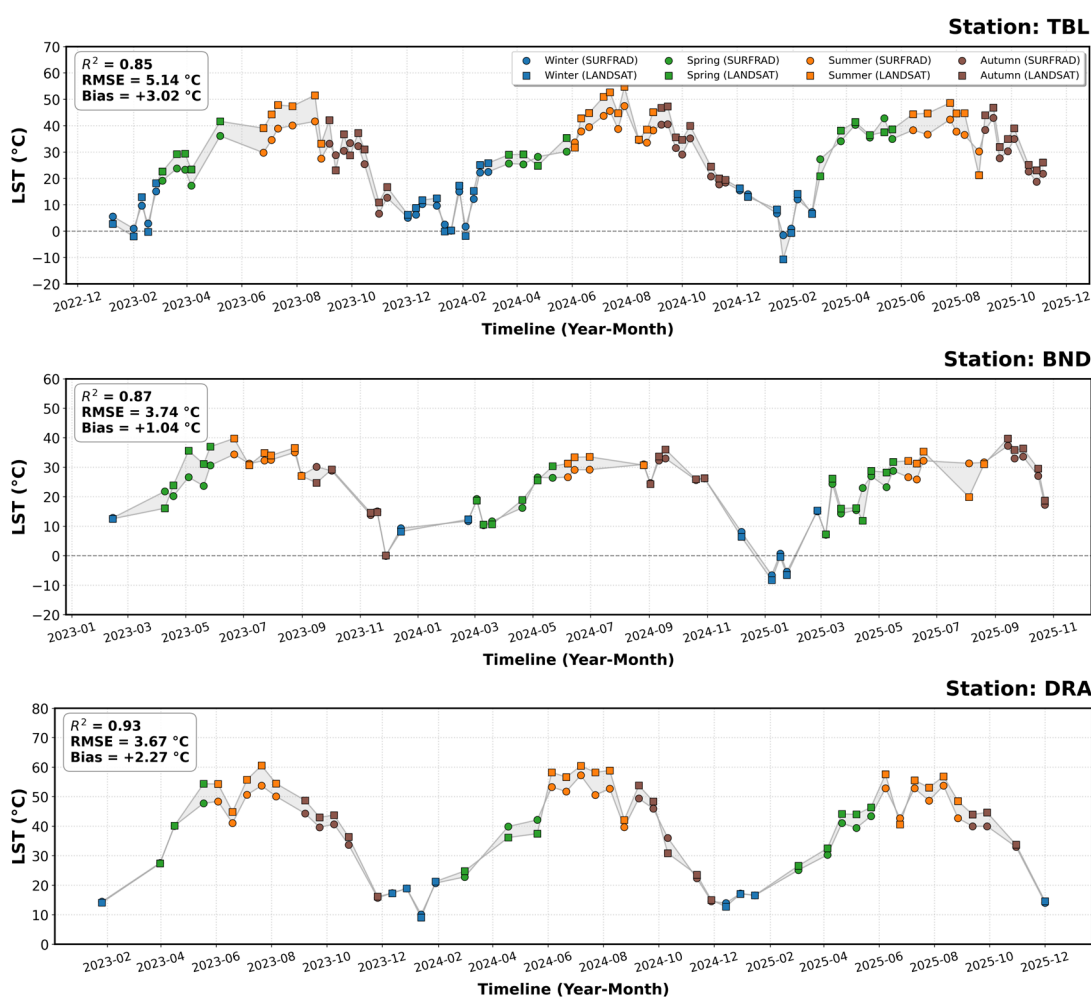 Station: TBL
R² = 0.85
RMSE = 5.14 °C
Bias = +3.02 °C
Winter (SURFRAD) Spring (SURFRAD) Summer (SURFRAD) Autumn (SURFRAD)
Winter (LANDSAT) Spring (LANDSAT) Summer (LANDSAT) Autumn (LANDSAT)
LST (°C)
70
60
50
40
30
20
10
0
−10
−20
2022-12 2023-02 2023-04 2023-06 2023-08 2023-10 2023-12 2024-02 2024-04 2024-06 2024-08 2024-10 2024-12 2025-02 2025-04 2025-06 2025-08 2025-10 2025-12
Timeline (Year-Month)
Station: BND
R² = 0.87
RMSE = 3.74 °C
Bias = +1.04 °C
LST (°C)
60
50
40
30
20
10
0
−10
−20
2023-01 2023-03 2023-05 2023-07 2023-09 2023-11 2024-01 2024-03 2024-05 2024-07 2024-09 2024-11 2025-01 2025-03 2025-05 2025-07 2025-09 2025-11
Timeline (Year-Month)
Station: DRA
R² = 0.93
RMSE = 3.67 °C
Bias = +2.27 °C
LST (°C)
80
70
60
50
40
30
20
10
0
2023-02 2023-04 2023-06 2023-08 2023-10 2023-12 2024-02 2024-04 2024-06 2024-08 2024-10 2024-12 2025-02 2025-04 2025-06 2025-08 2025-10 2025-12
Timeline (Year-Month)